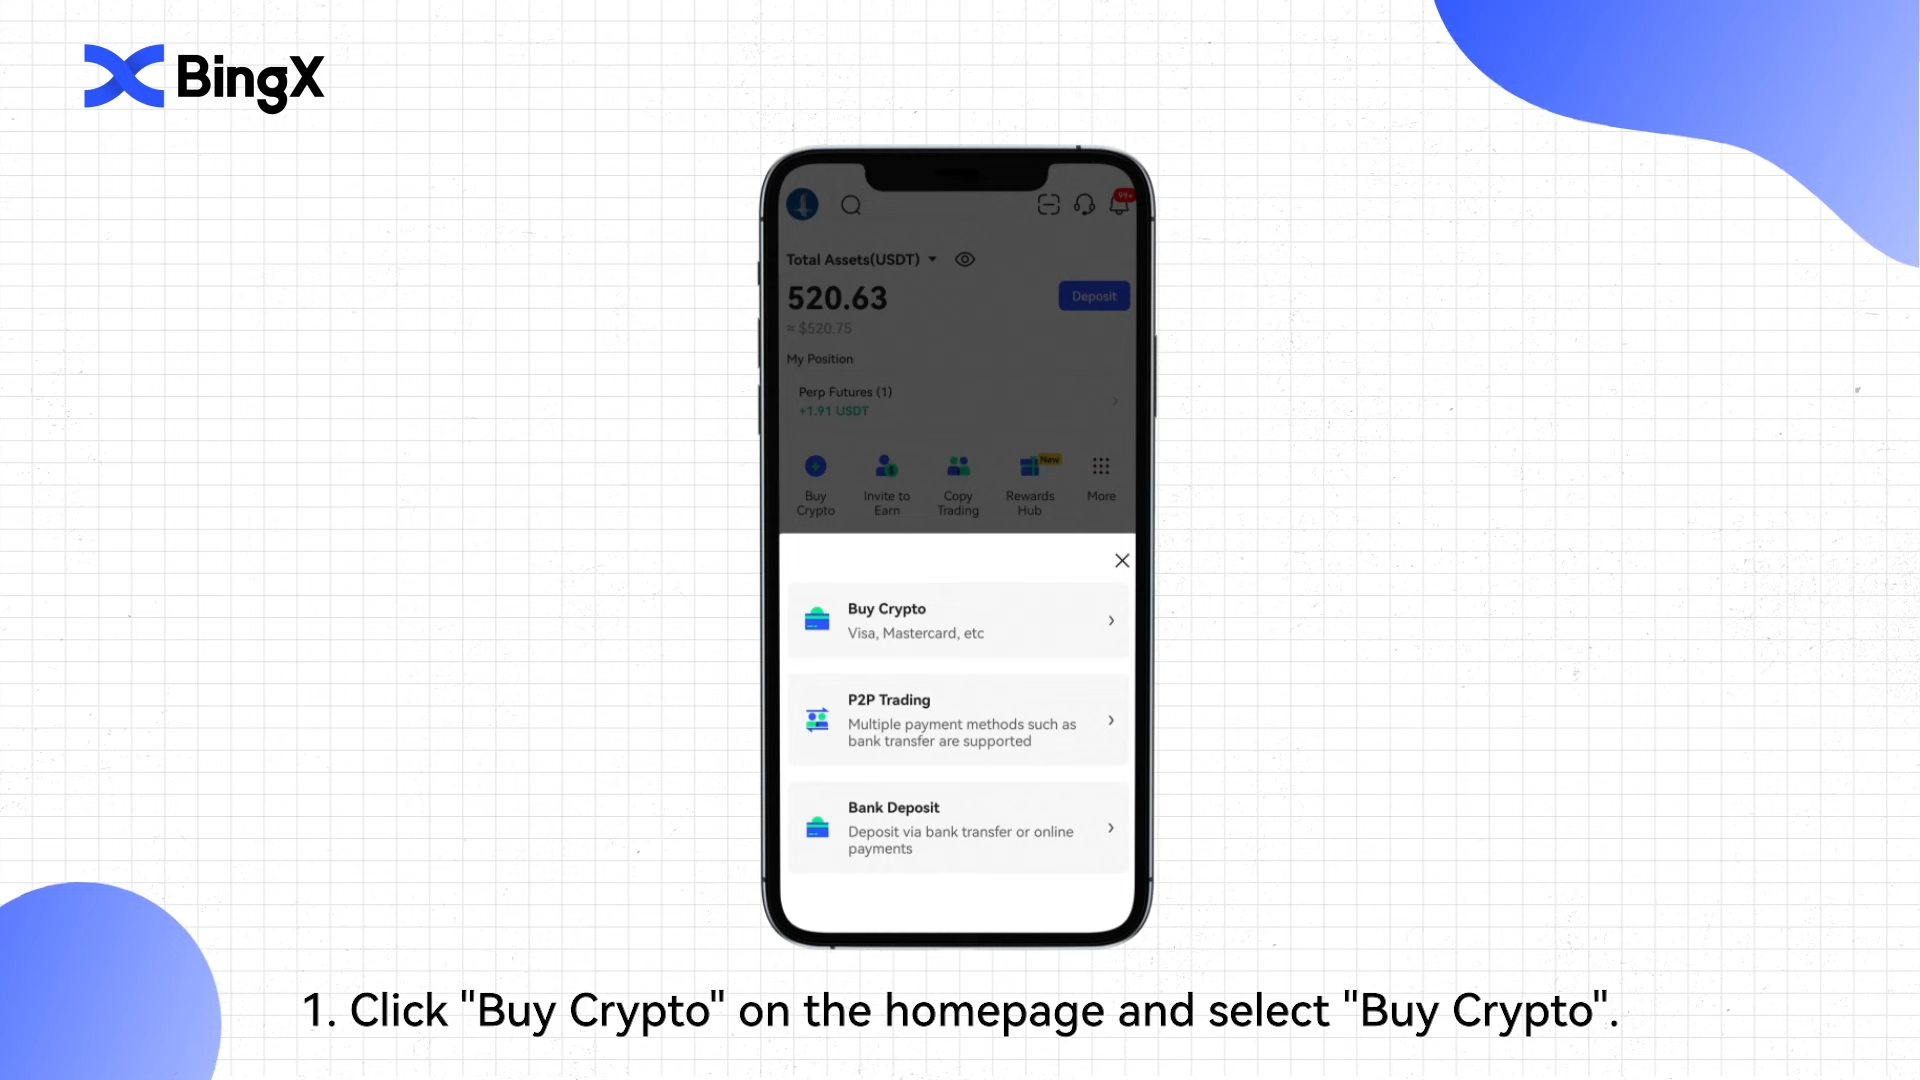 BingX
99+
Total Assets(USDT)
520.63
Deposit
≈ $520.75
My Position
Perp Futures (1)
+1.91 USDT
New
Buy
Crypto
Invite to
Earn
Copy
Trading
Rewards
Hub
More
Buy Crypto
Visa, Mastercard, etc
P2P Trading
Multiple payment methods such as
bank transfer are supported
Bank Deposit
Deposit via bank transfer or online
payments
1. Click "Buy Crypto" on the homepage and select "Buy Crypto".